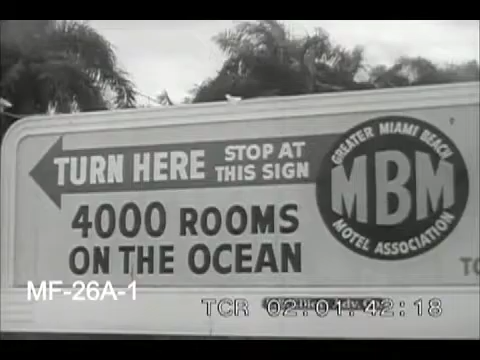 TURN HERE
STOP AT
THIS SIGN
4000 ROOMS
ON THE OCEAN
GREATER MIAMI BEACH
MBM
MOTEL ASSOCIATION
TO
MF-26A-1
TCR 02:01:42:18